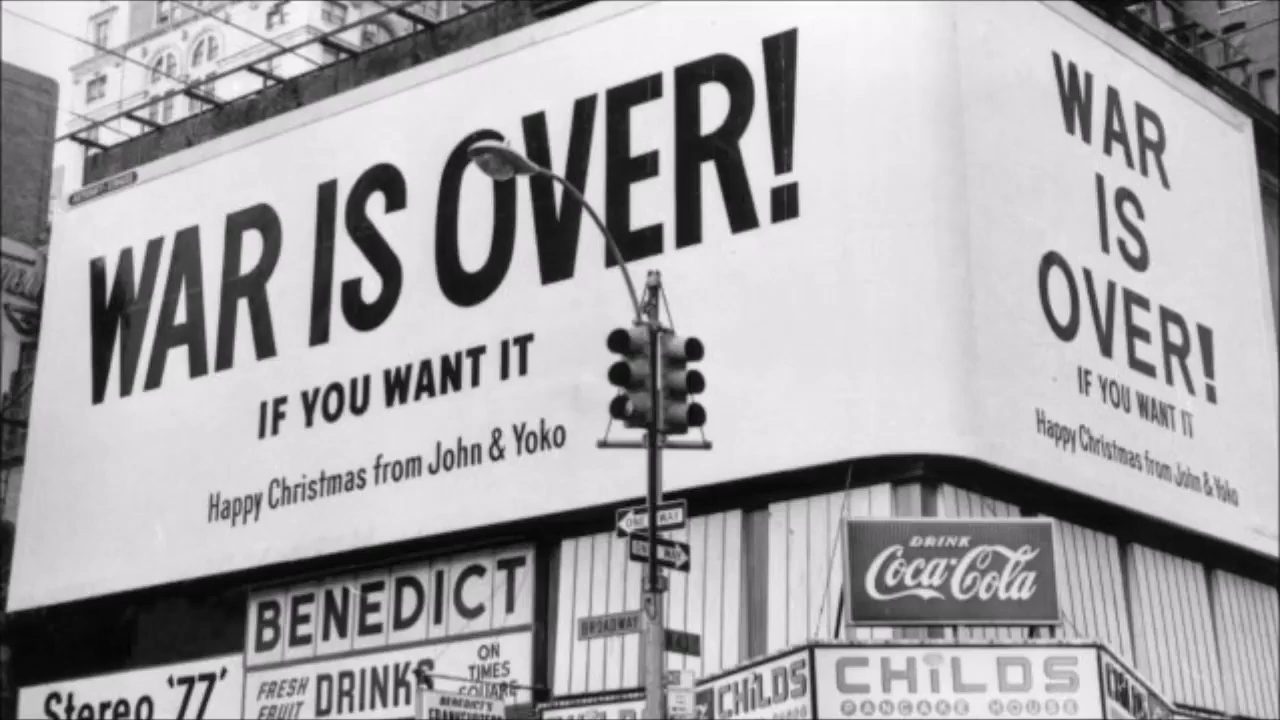 WAR IS OVER!
IF YOU WANT IT
Happy Christmas from John & Yoko
WAR
IS
OVER!
IF YOU WANT IT
Happy Christmas from John & Yoko
ONE WAY
ONE WAY
DRINK
Coca-Cola
BENEDICT
BROADWAY
ON
TIMES
SQUARE
FRESH
FRUIT
DRINKS
BENEDICT'S
Stereo '77'
CHiLDS
CHiLDS
PANCAKE HOUSE